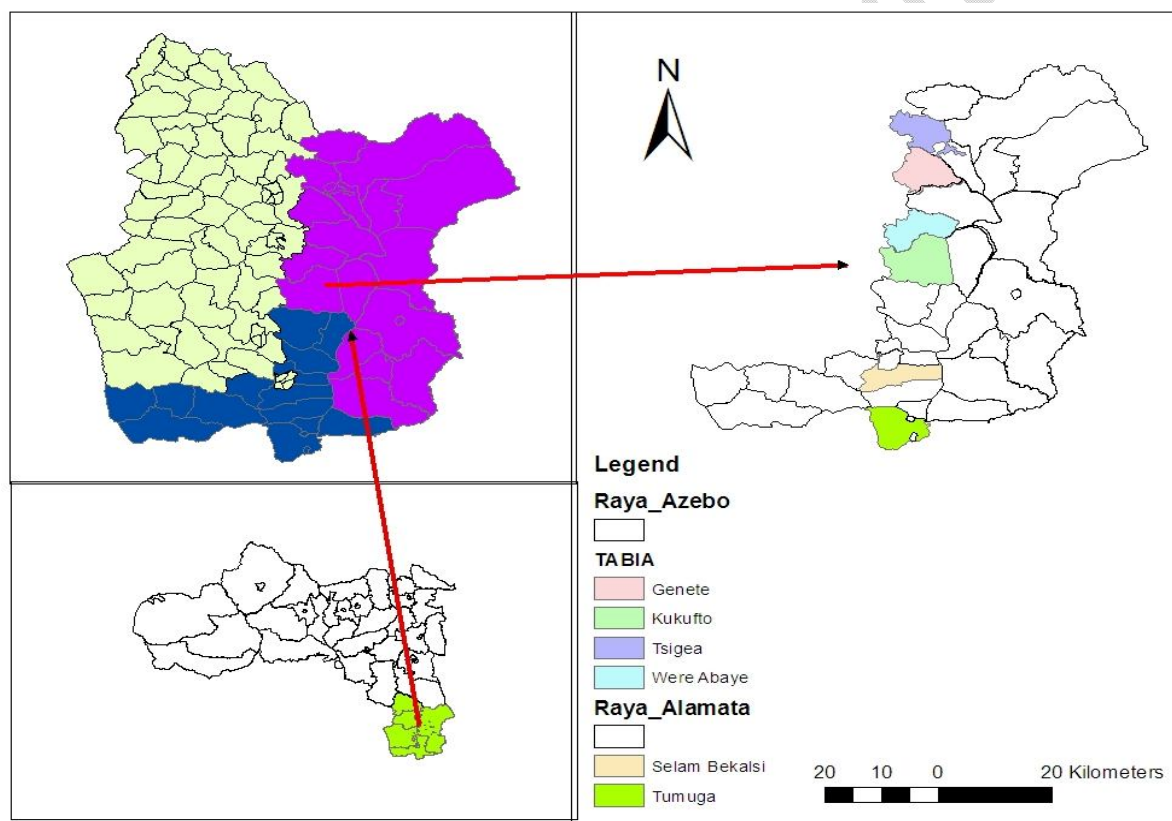 N
Legend
Raya_Azebo
TABIA
Genete
Kukufto
Tsigea
Were Abaye
Raya_Alamata
Selam Bekalsi
Tumuga
20 10 0 20 Kilometers